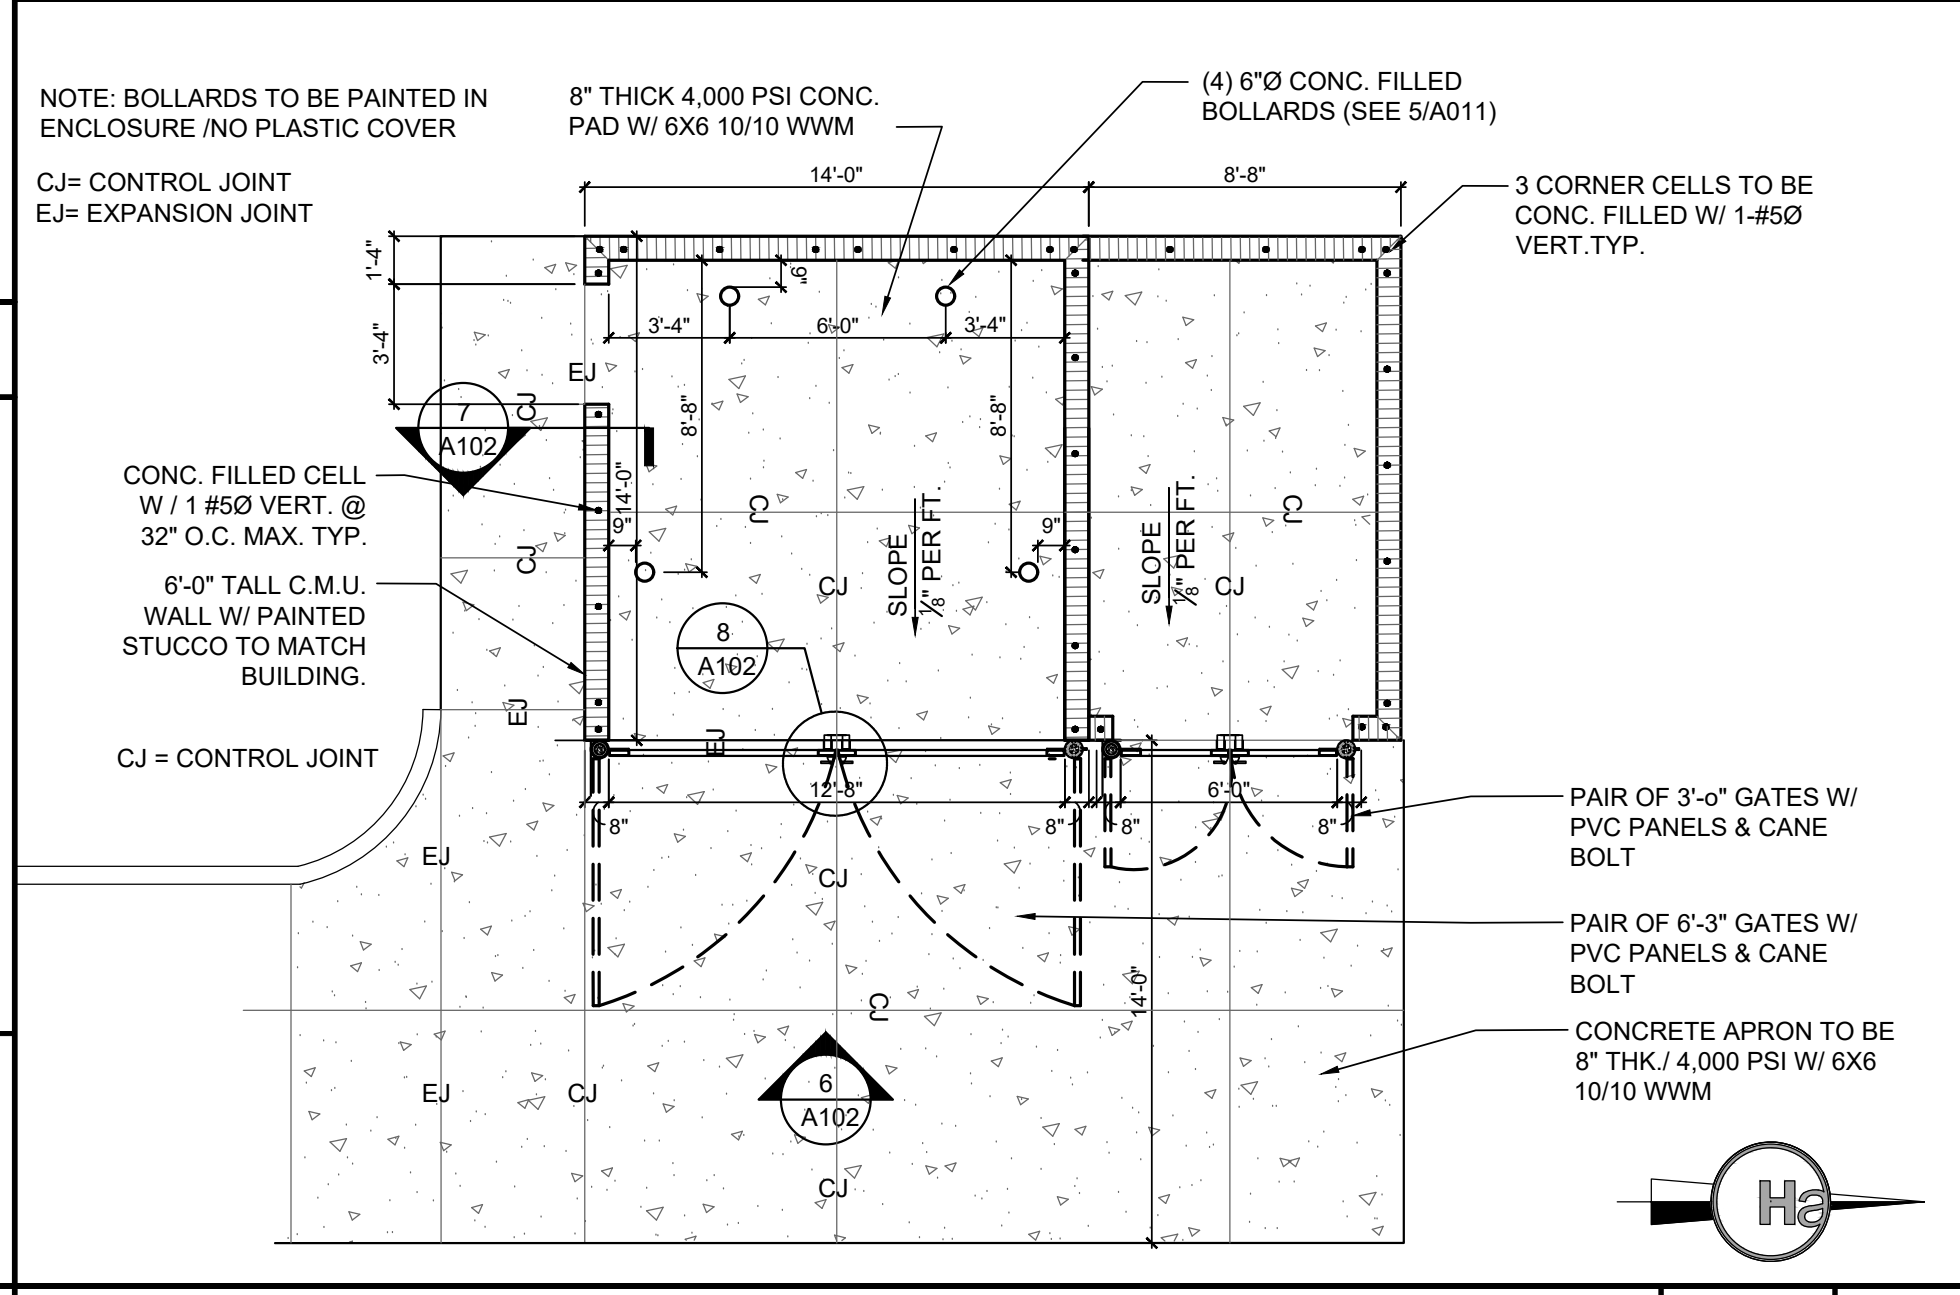 NOTE: BOLLARDS TO BE PAINTED IN
ENCLOSURE /NO PLASTIC COVER
CJ= CONTROL JOINT
EJ= EXPANSION JOINT
8" THICK 4,000 PSI CONC.
PAD W/ 6X6 10/10 WWM
(4) 6"Ø CONC. FILLED
BOLLARDS (SEE 5/A011)
3 CORNER CELLS TO BE
CONC. FILLED W/ 1-#5Ø
VERT.TYP.
14'-0"
8'-8"
1'-4"
3'-4"
9"
3'-4"
6'-0"
3'-4"
EJ
CJ
7
A102
8'-8"
8'-8"
CONC. FILLED CELL
W / 1 #5Ø VERT. @
32" O.C. MAX. TYP.
14'-0"
9"
9"
CJ
CJ
CJ
SLOPE
⅛" PER FT.
SLOPE
⅛" PER FT.
CJ
CJ
6'-0" TALL C.M.U.
WALL W/ PAINTED
STUCCO TO MATCH
BUILDING.
8
A102
EJ
EJ
CJ = CONTROL JOINT
12'-8"
6'-0"
8"
8"
8"
8"
PAIR OF 3'-o" GATES W/
PVC PANELS & CANE
BOLT
EJ
CJ
PAIR OF 6'-3" GATES W/
PVC PANELS & CANE
BOLT
14'-0"
CJ
CONCRETE APRON TO BE
8" THK./ 4,000 PSI W/ 6X6
10/10 WWM
EJ
CJ
6
A102
CJ
Ha